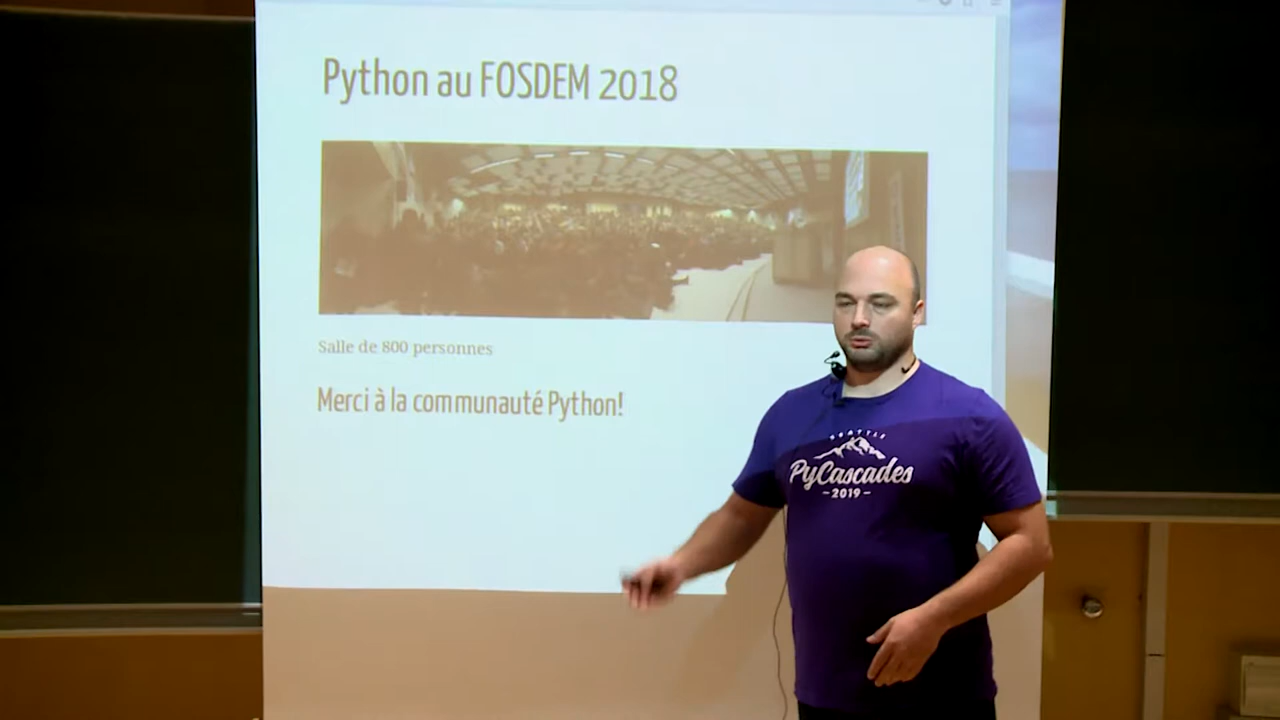 Python au FOSDEM 2018
Salle de 800 personnes
Merci à la communauté Python!
SEATTLE
PyCascades
-2019-